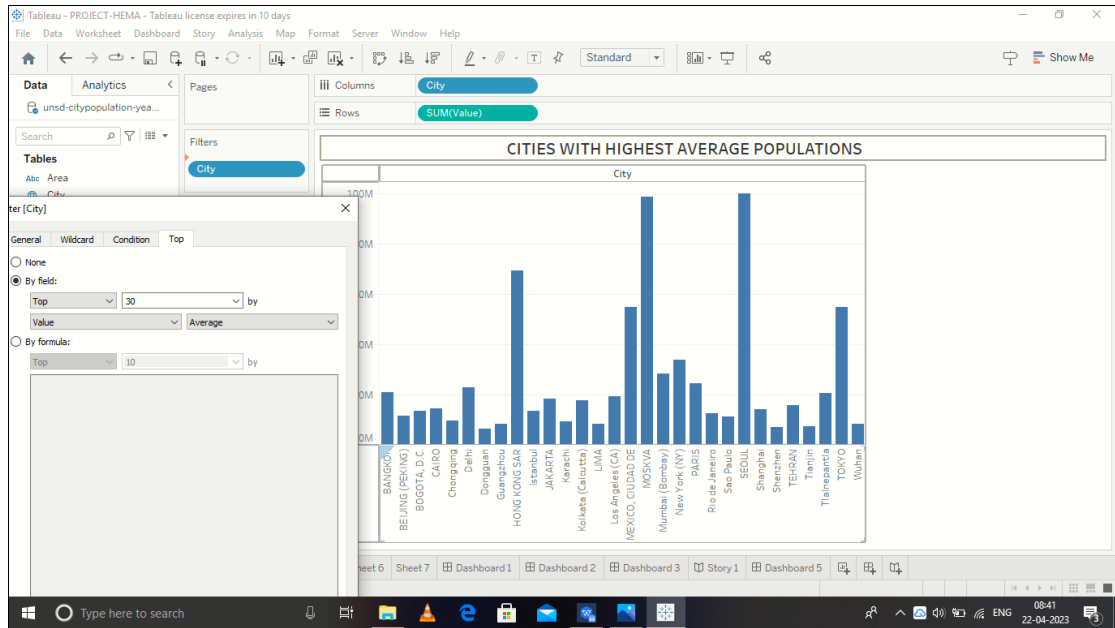 Tableau - PROJECT-HEMA - Tableau license expires in 10 days
File Data Worksheet Dashboard Story Analysis Map Format Server Window Help
Standard
Show Me
Data Analytics
Pages
Columns City
unsd-citypopulation-yea...
Rows SUM(Value)
Search
Filters
CITIES WITH HIGHEST AVERAGE POPULATIONS
Tables
City
City
Abc Area
City
100M
ter [City]
General Wildcard Condition Top
None
0M
By field:
Top 30 by
0M
Value Average
By formula:
0M
Top 10 by
0M
0M
BANGKOK
BEIJING (PEKING)
BOGOTA, D.C.
CAIRO
Chongqing
Delhi
Dongguan
Guangzhou
HONG KONG SAR
Istanbul
JAKARTA
Karachi
Kolkata (Calcutta)
LIMA
Los Angeles (CA)
MEXICO, CIUDAD DE
MOSKVA
Mumbai (Bombay)
New York (NY)
PARIS
Rio de Janeiro
Sao Paulo
SEOUL
Shanghai
Shenzhen
TEHRAN
Tianjin
Tlalnepantla
TOKYO
Wuhan
heet 6 Sheet 7 Dashboard 1 Dashboard 2 Dashboard 3 Story 1 Dashboard 5
Type here to search
ENG
08:41
22-04-2023
3